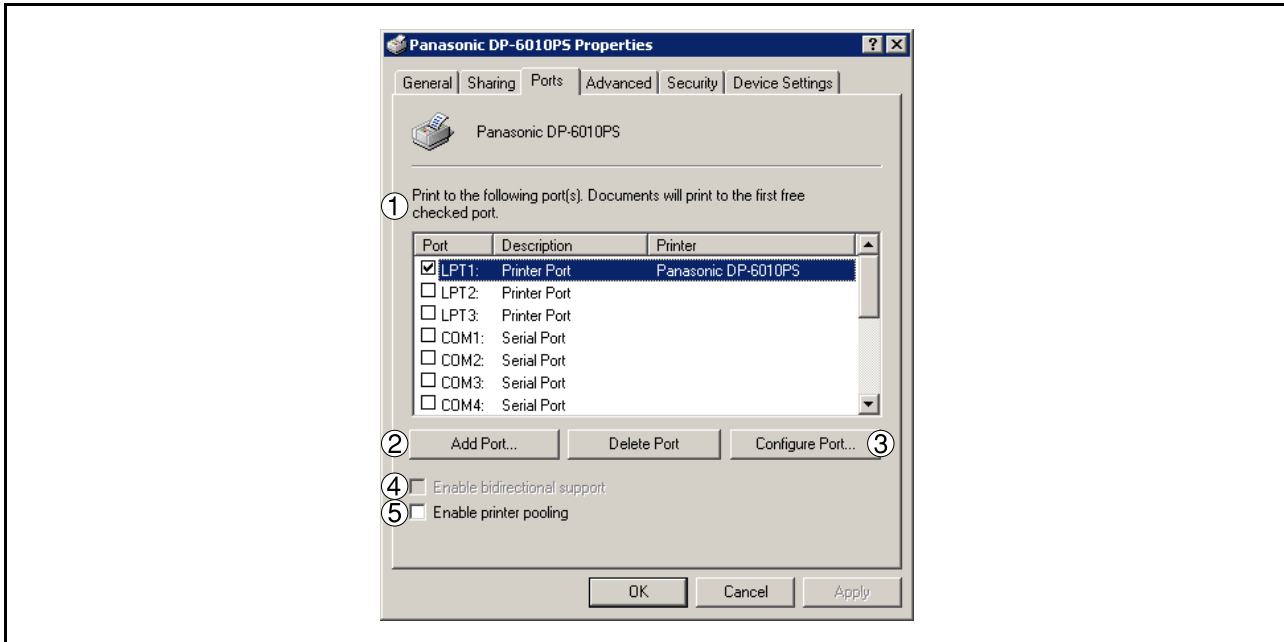 Panasonic DP-6010PS Properties
General Sharing Ports Advanced Security Device Settings
Panasonic DP-6010PS
① Print to the following port(s). Documents will print to the first free
checked port.
Port Description Printer
LPT1: Printer Port Panasonic DP-6010PS
LPT2: Printer Port
LPT3: Printer Port
COM1: Serial Port
COM2: Serial Port
COM3: Serial Port
COM4: Serial Port
② Add Port... Delete Port Configure Port... ③
④ Enable bidirectional support
⑤ Enable printer pooling
OK Cancel Apply